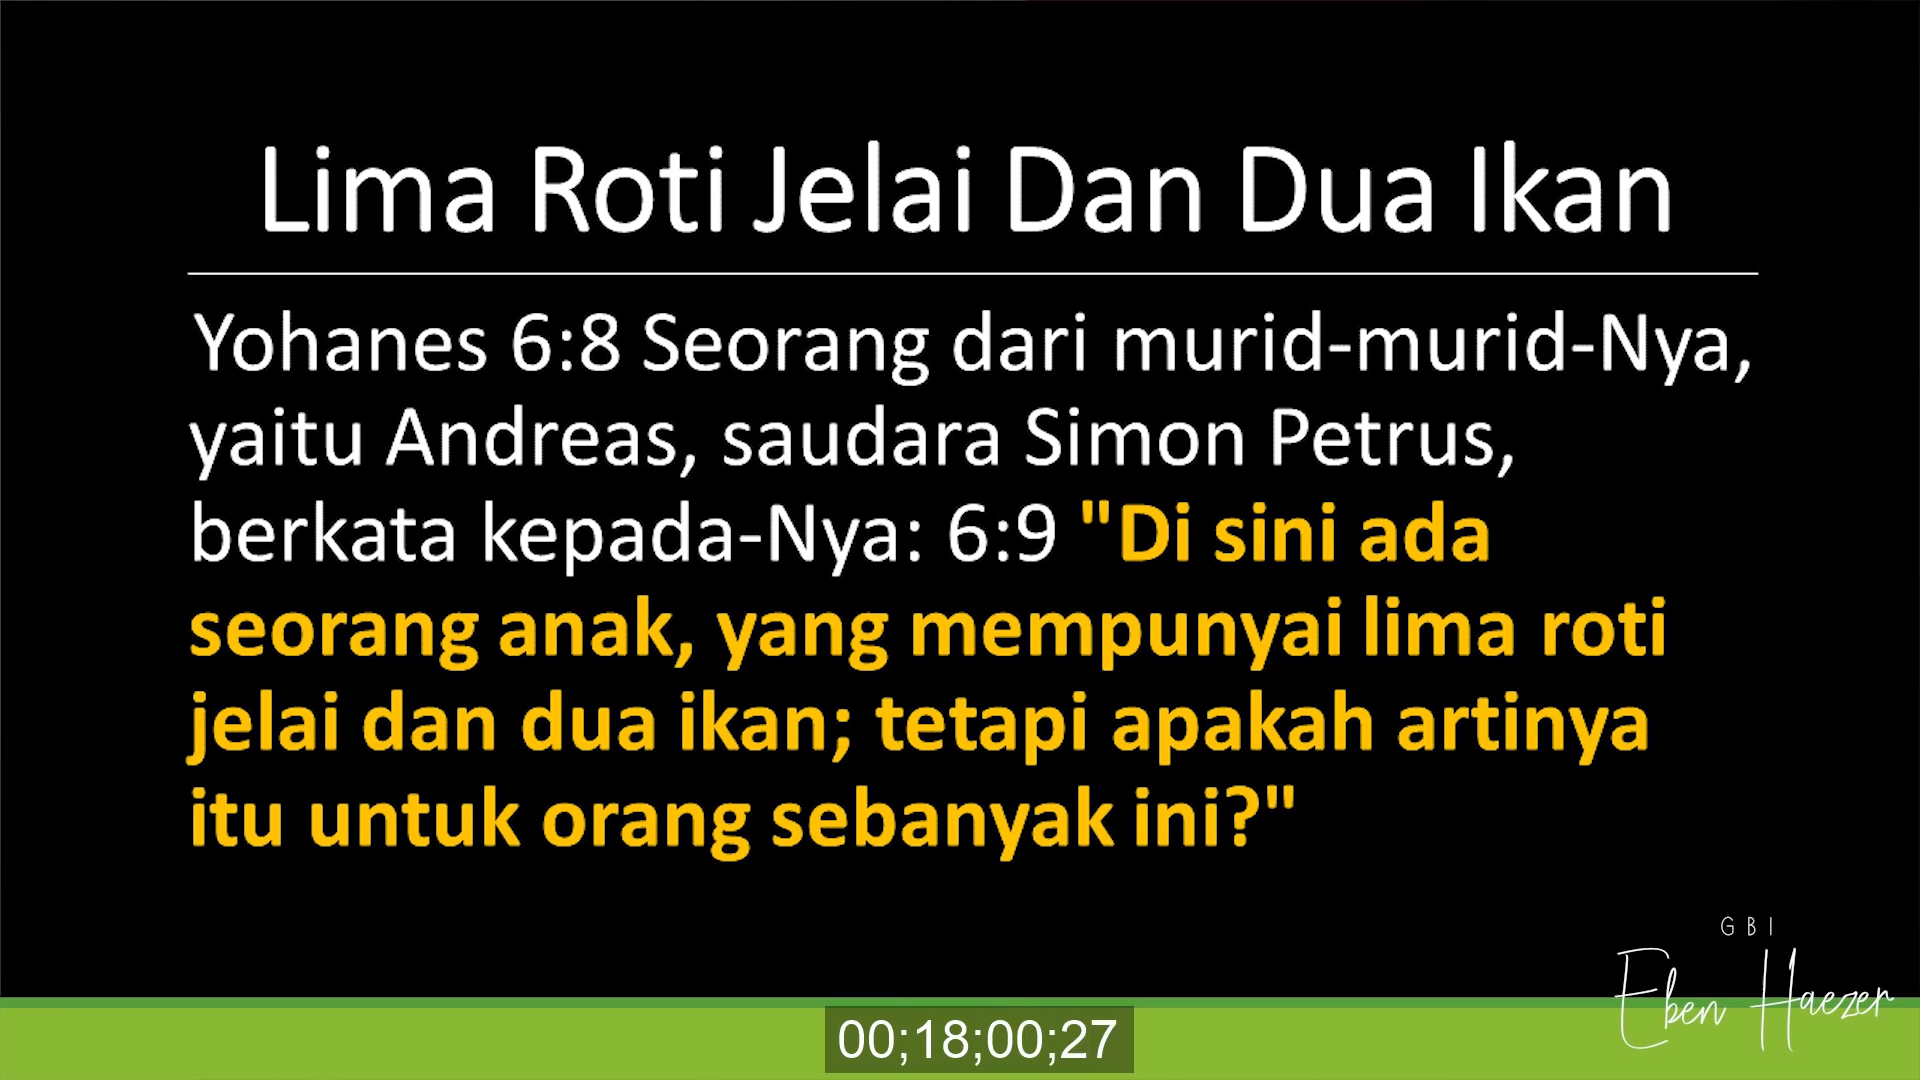 Lima Roti Jelai Dan Dua Ikan
Yohanes 6:8 Seorang dari murid-murid-Nya,
yaitu Andreas, saudara Simon Petrus,
berkata kepada-Nya: 6:9 "Di sini ada
seorang anak, yang mempunyai lima roti
jelai dan dua ikan; tetapi apakah artinya
itu untuk orang sebanyak ini?"
GBI
Eben Haezer
00;18;00;27